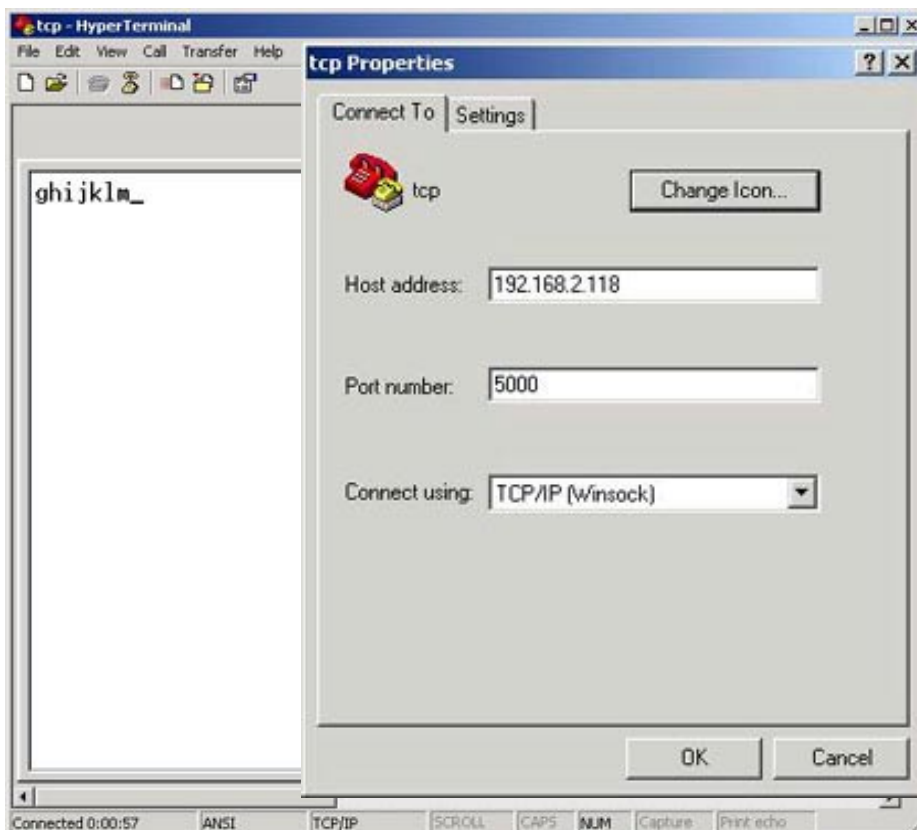 tcp - HyperTerminal
File Edit View Call Transfer Help
ghijklm_
tcp Properties
Connect To Settings
tcp
Change Icon...
Host address: 192.168.2.118
Port number: 5000
Connect using: TCP/IP (Winsock)
OK Cancel
Connected 0:00:57 ANSI TCP/IP SCROLL CAPS NUM Capture Print echo